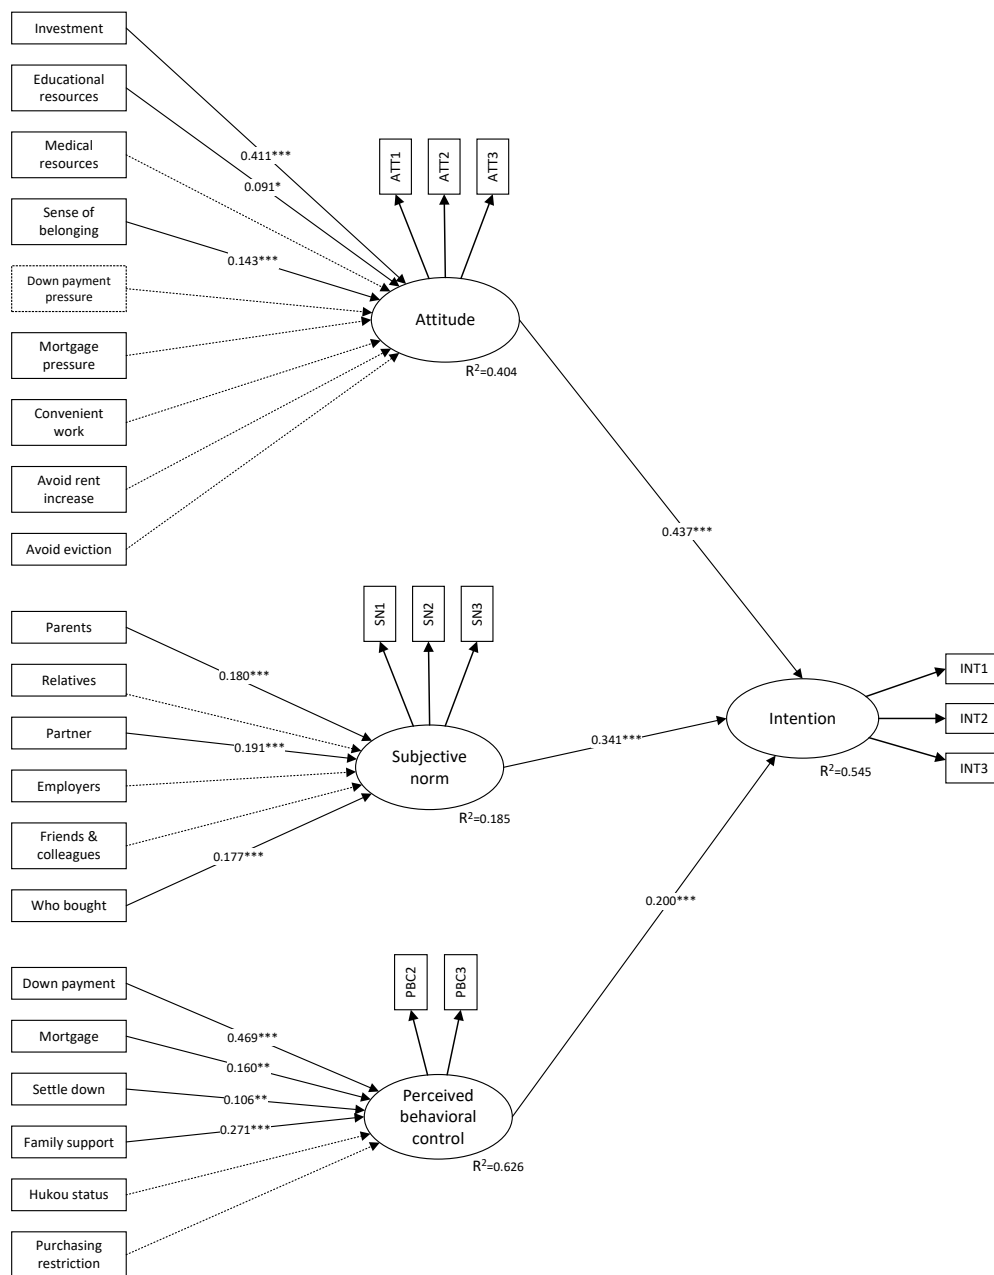 Investment
Educational
resources
Medical
resources
Sense of
belonging
Down payment
pressure
Mortgage
pressure
Convenient
work
Avoid rent
increase
Avoid eviction
0.411***
0.091*
0.143***
ATT1
ATT2
ATT3
Attitude
R²=0.404
0.437***
Parents
Relatives
Partner
Employers
Friends &
colleagues
Who bought
0.180***
0.191***
0.177***
SN1
SN2
SN3
Subjective
norm
R²=0.185
0.341***
Intention
R²=0.545
INT1
INT2
INT3
Down payment
Mortgage
Settle down
Family support
Hukou status
Purchasing
restriction
0.469***
0.160**
0.106**
0.271***
PBC2
PBC3
Perceived
behavioral
control
R²=0.626
0.200***